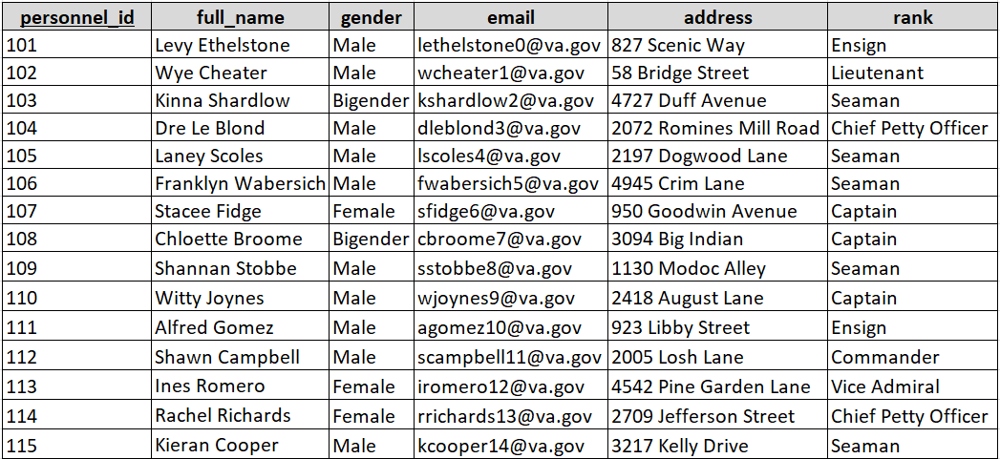 personnel_id full_name gender email address rank
101 Levy Ethelstone Male lethelstone0@va.gov 827 Scenic Way Ensign
102 Wye Cheater Male wcheater1@va.gov 58 Bridge Street Lieutenant
103 Kinna Shardlow Bigender kshardlow2@va.gov 4727 Duff Avenue Seaman
104 Dre Le Blond Male dleblond3@va.gov 2072 Romines Mill Road Chief Petty Officer
105 Laney Scoles Male lscoles4@va.gov 2197 Dogwood Lane Seaman
106 Franklyn Wabersich Male fwabersich5@va.gov 4945 Crim Lane Seaman
107 Stacee Fidge Female sfidge6@va.gov 950 Goodwin Avenue Captain
108 Chloette Broome Bigender cbroome7@va.gov 3094 Big Indian Captain
109 Shannan Stobbe Male sstobbe8@va.gov 1130 Modoc Alley Seaman
110 Witty Joynes Male wjoynes9@va.gov 2418 August Lane Captain
111 Alfred Gomez Male agomez10@va.gov 923 Libby Street Ensign
112 Shawn Campbell Male scampbell11@va.gov 2005 Losh Lane Commander
113 Ines Romero Female iromero12@va.gov 4542 Pine Garden Lane Vice Admiral
114 Rachel Richards Female rrichards13@va.gov 2709 Jefferson Street Chief Petty Officer
115 Kieran Cooper Male kcooper14@va.gov 3217 Kelly Drive Seaman